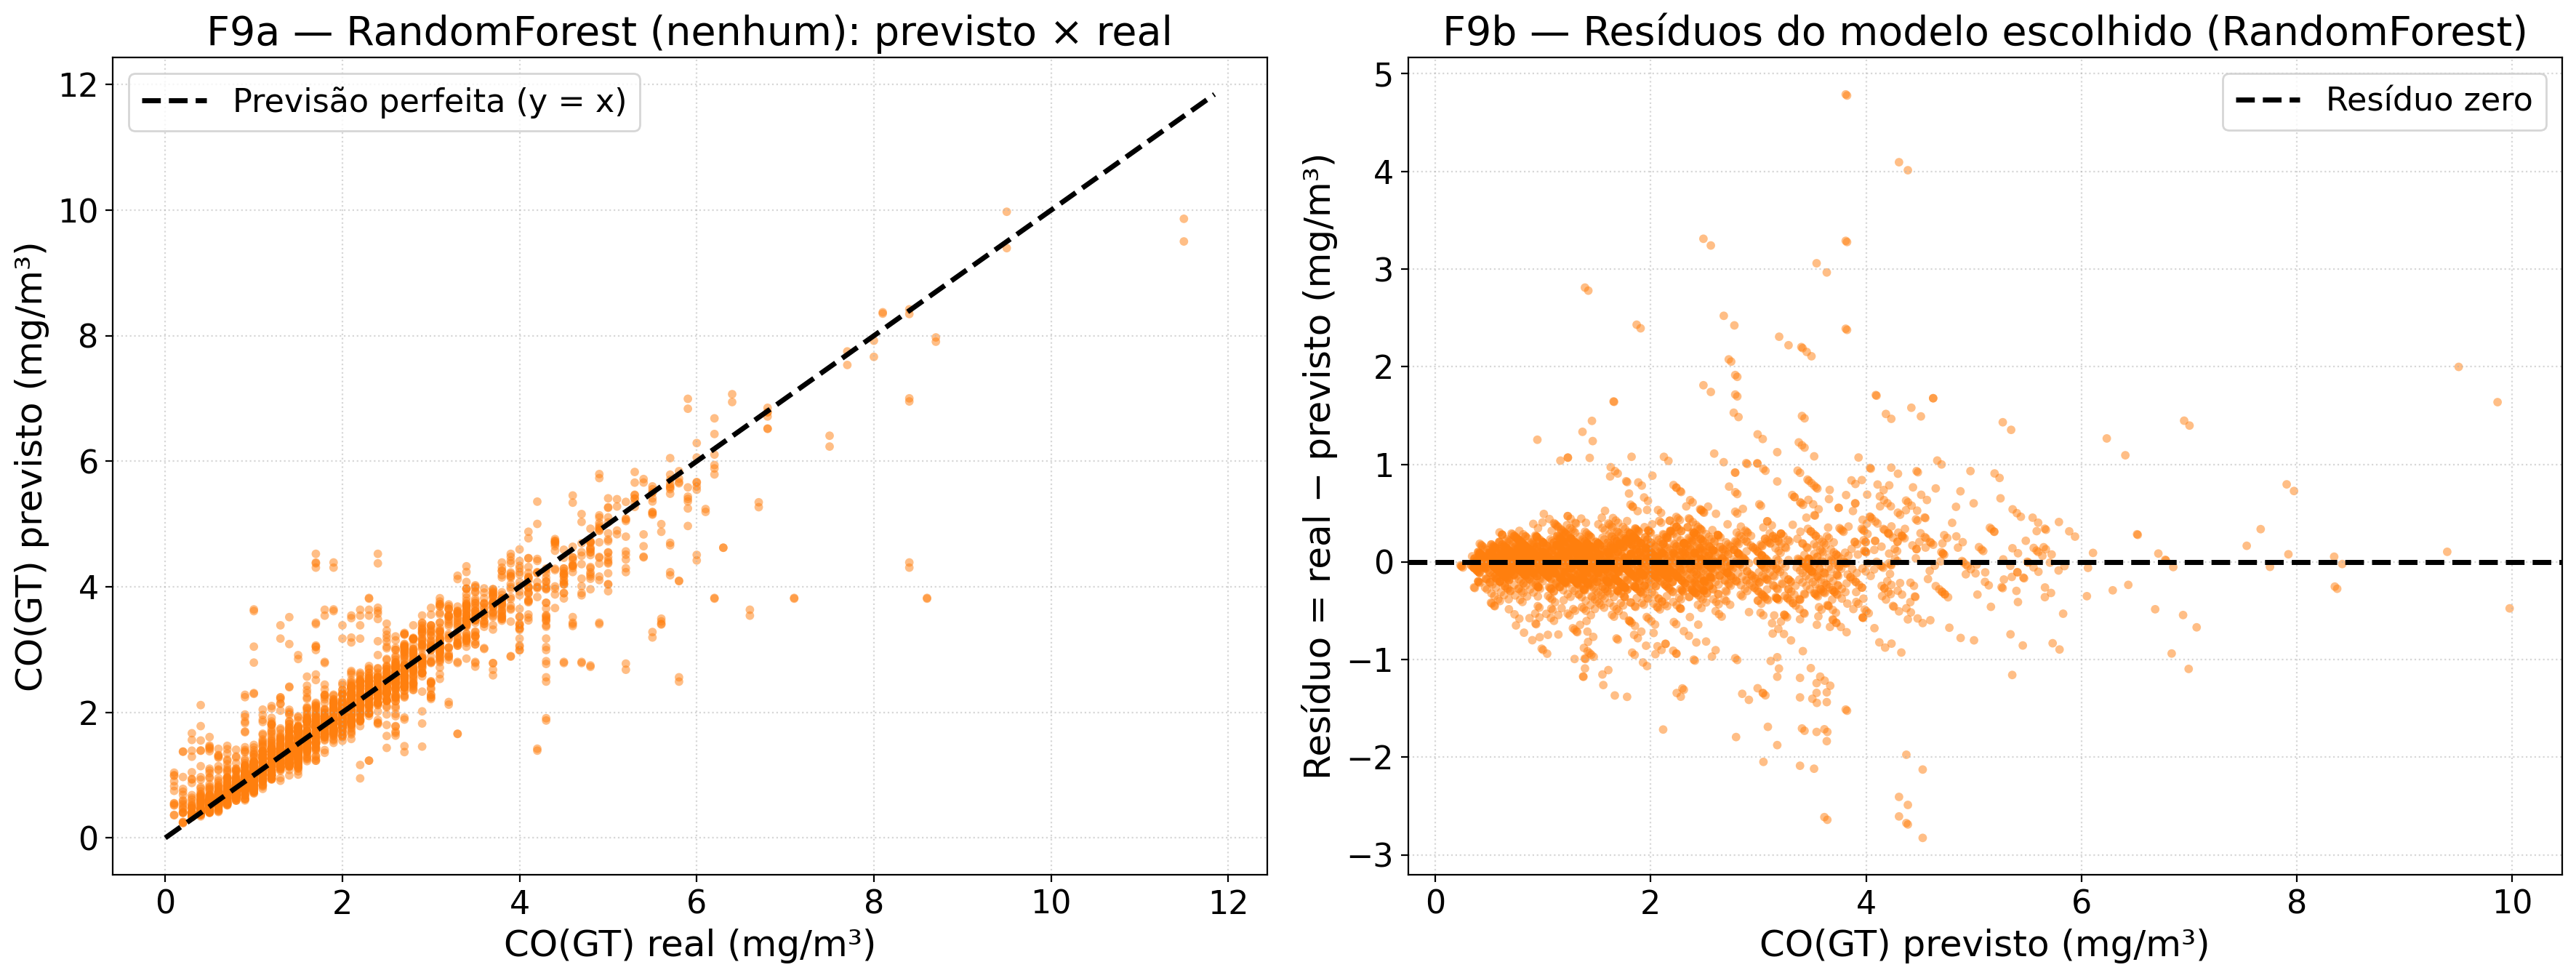 F9a — RandomForest (nenhum): previsto × real
Previsão perfeita (y = x)
CO(GT) previsto (mg/m³)
12
10
8
6
4
2
0
0 2 4 6 8 10 12
CO(GT) real (mg/m³)
F9b — Resíduos do modelo escolhido (RandomForest)
Resíduo zero
Resíduo = real − previsto (mg/m³)
5
4
3
2
1
0
−1
−2
−3
0 2 4 6 8 10
CO(GT) previsto (mg/m³)